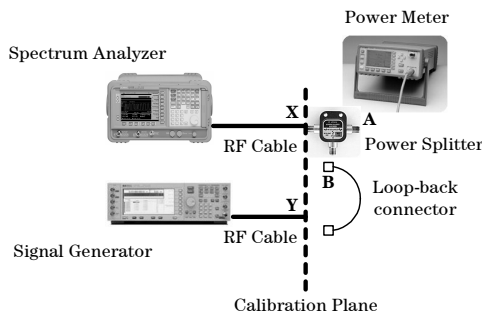 Power Meter
Spectrum Analyzer
X
A
RF Cable
Power Splitter
B
Loop-back
connector
Y
RF Cable
Signal Generator
Calibration Plane